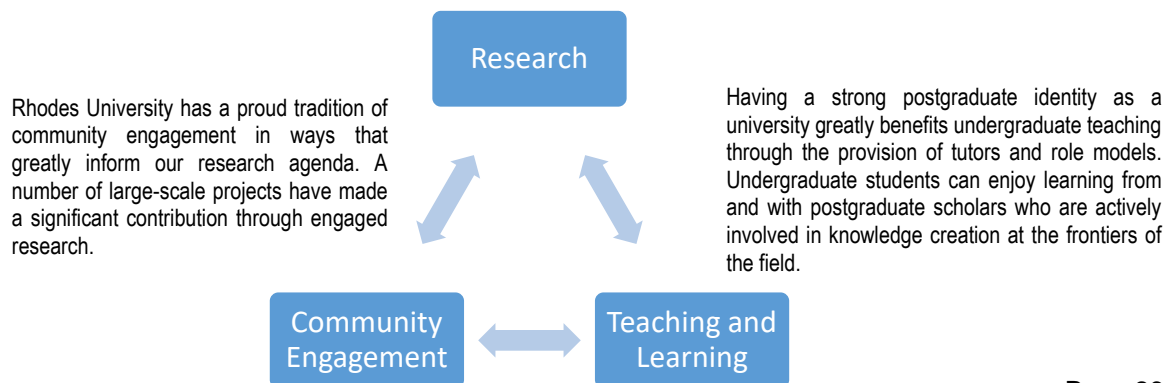 Research
Rhodes University has a proud tradition of
community engagement in ways that
greatly inform our research agenda. A
number of large-scale projects have made
a significant contribution through engaged
research.
Having a strong postgraduate identity as a
university greatly benefits undergraduate teaching
through the provision of tutors and role models.
Undergraduate students can enjoy learning from
and with postgraduate scholars who are actively
involved in knowledge creation at the frontiers of
the field.
Community
Engagement
Teaching and
Learning